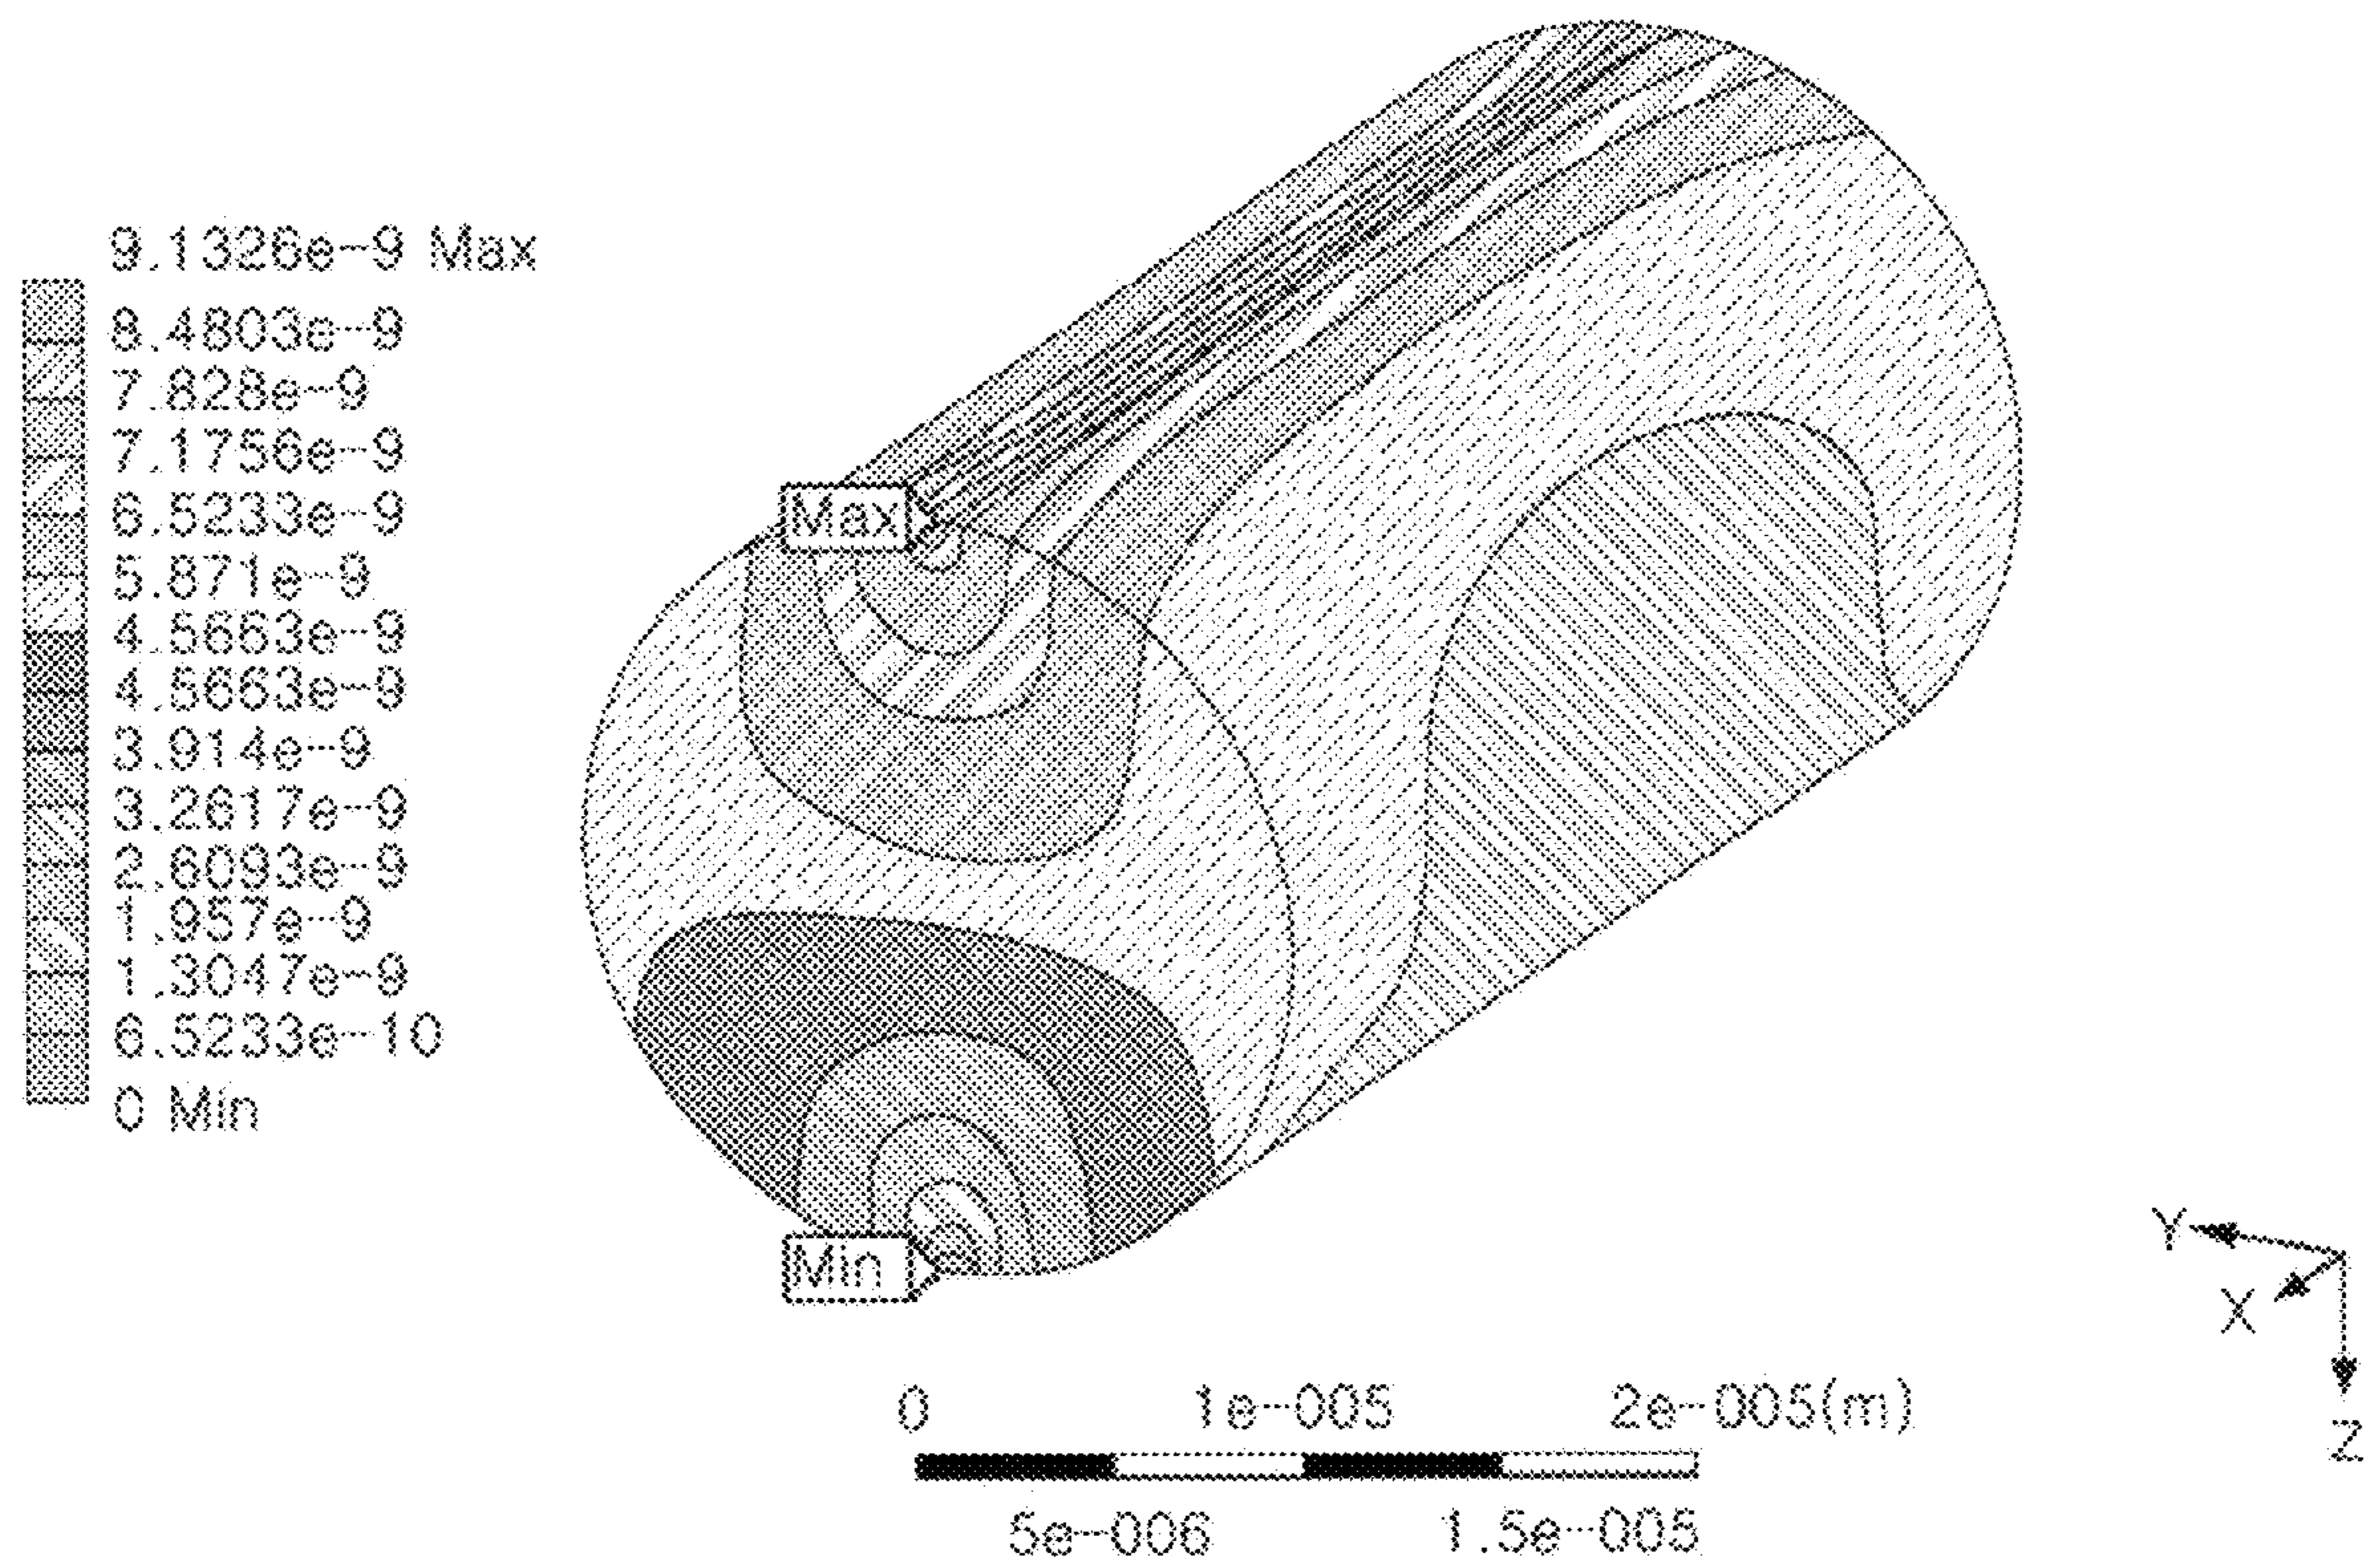 9.1326e-9 Max
8.4803e-9
7.828e-9
7.1756e-9
6.5233e-9
5.871e-9
4.5663e-9
4.5663e-9
3.914e-9
3.2617e-9
2.6093e-9
1.957e-9
1.3047e-9
6.5233e-10
0 Min
Max
Min
Y
X
Z
0 1e-005 2e-005(m)
5e-006 1.5e-005